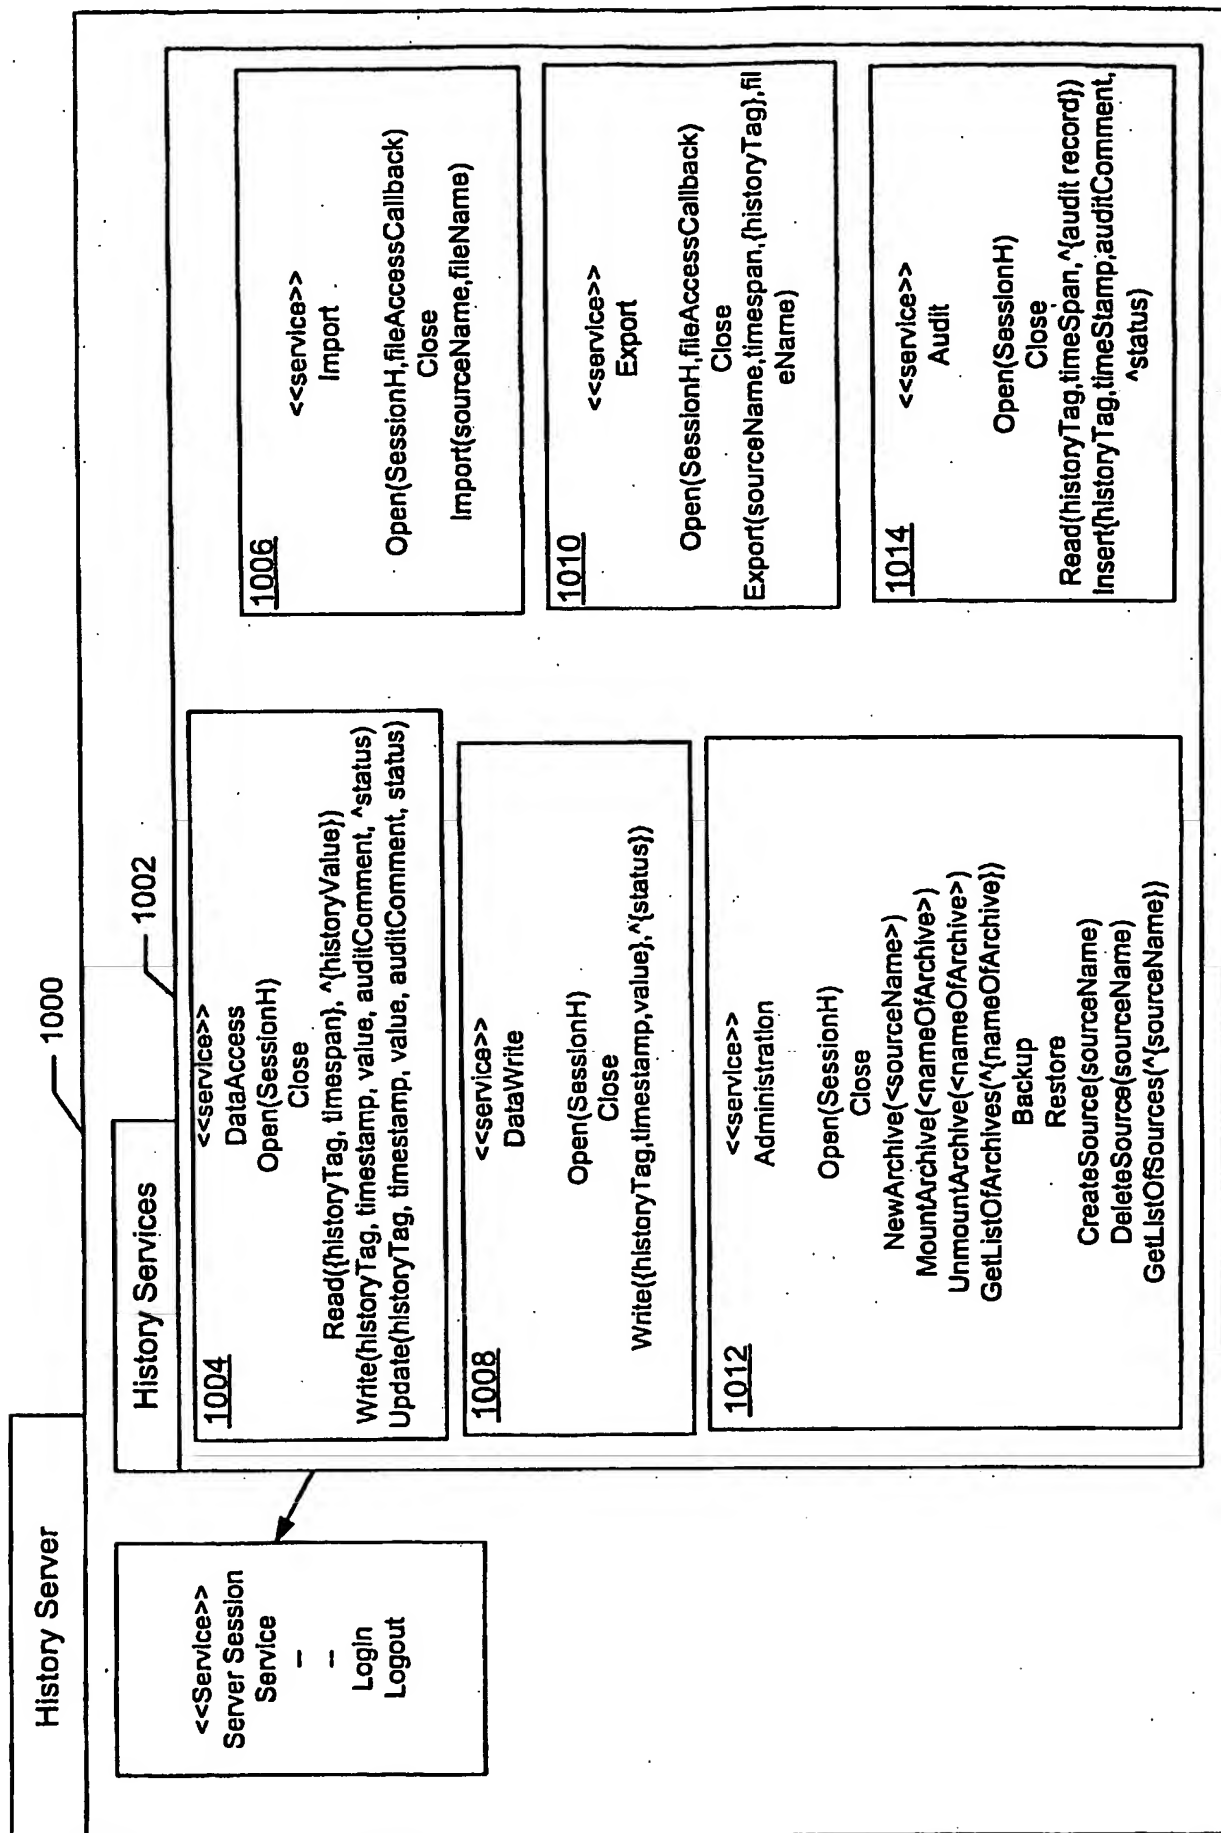 History Server
1000
<<Service>>
Server Session
Service
--
--
Login
Logout
History Services
1002
1004
<<service>>
DataAccess
Open(SessionH)
Close
Read({historyTag, timespan}, ^{historyValue})
Write(historyTag, timestamp, value, auditComment, ^status)
Update(historyTag, timestamp, value, auditComment, status)
1006
<<service>>
Import
Open(SessionH,fileAccessCallback)
Close
Import(sourceName,fileName)
1008
<<service>>
DataWrite
Open(SessionH)
Close
Write({historyTag,timestamp,value},^{status})
1010
<<service>>
Export
Open(SessionH,fileAccessCallback)
Close
Export(sourceName,timespan,{historyTag},fil
eName)
1012
<<service>>
Administration
Open(SessionH)
Close
NewArchive(<sourceName>)
MountArchive(<nameOfArchive>)
UnmountArchive(<nameOfArchive>)
GetListOfArchives(^{nameOfArchive})
Backup
Restore
CreateSource(sourceName)
DeleteSource(sourceName)
GetListOfSources(^{sourceName})
1014
<<service>>
Audit
Open(SessionH)
Close
Read(historyTag,timeSpan,^{audit record})
Insert{historyTag,timeStamp,auditComment,
^status)